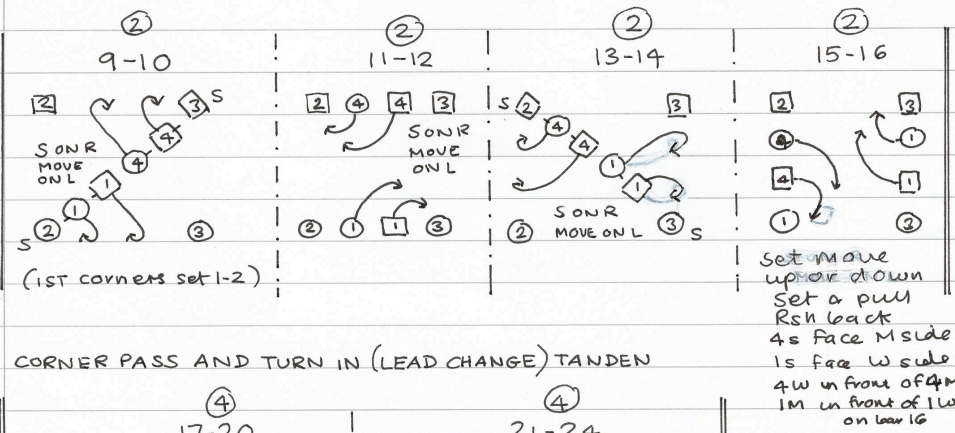 2 2 2 2
9-10 11-12 13-14 15-16
2 3 S
4
S ON R
MOVE
ON L
4
1
1
S 2 3
(1ST corners set 1-2)
2 4 4 3
S ON R
MOVE
ON L
2 1 1 3
S 2 3
4
4
1
1
S ON R
2 MOVE ON L 3 S
2 3
4 1
4 1
1 3
Set move
up or down
Set a pull
Rsh back
4s face M side
1s face W side
4W in front of 4M
1M in front of 1W
on bar 16
CORNER PASS AND TURN IN (LEAD CHANGE) TANDEN
4 4
17-20 21-24